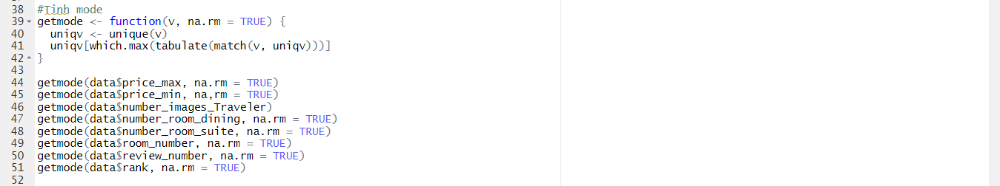 38 #Tinh mode
39 getmode <- function(v, na.rm = TRUE) {
40   uniqv <- unique(v)
41   uniqv[which.max(tabulate(match(v, uniqv)))]
42 }
43
44 getmode(data$price_max, na.rm = TRUE)
45 getmode(data$price_min, na,rm = TRUE)
46 getmode(data$number_images_Traveler)
47 getmode(data$number_room_dining, na.rm = TRUE)
48 getmode(data$number_room_suite, na.rm = TRUE)
49 getmode(data$room_number, na.rm = TRUE)
50 getmode(data$review_number, na.rm = TRUE)
51 getmode(data$rank, na.rm = TRUE)
52